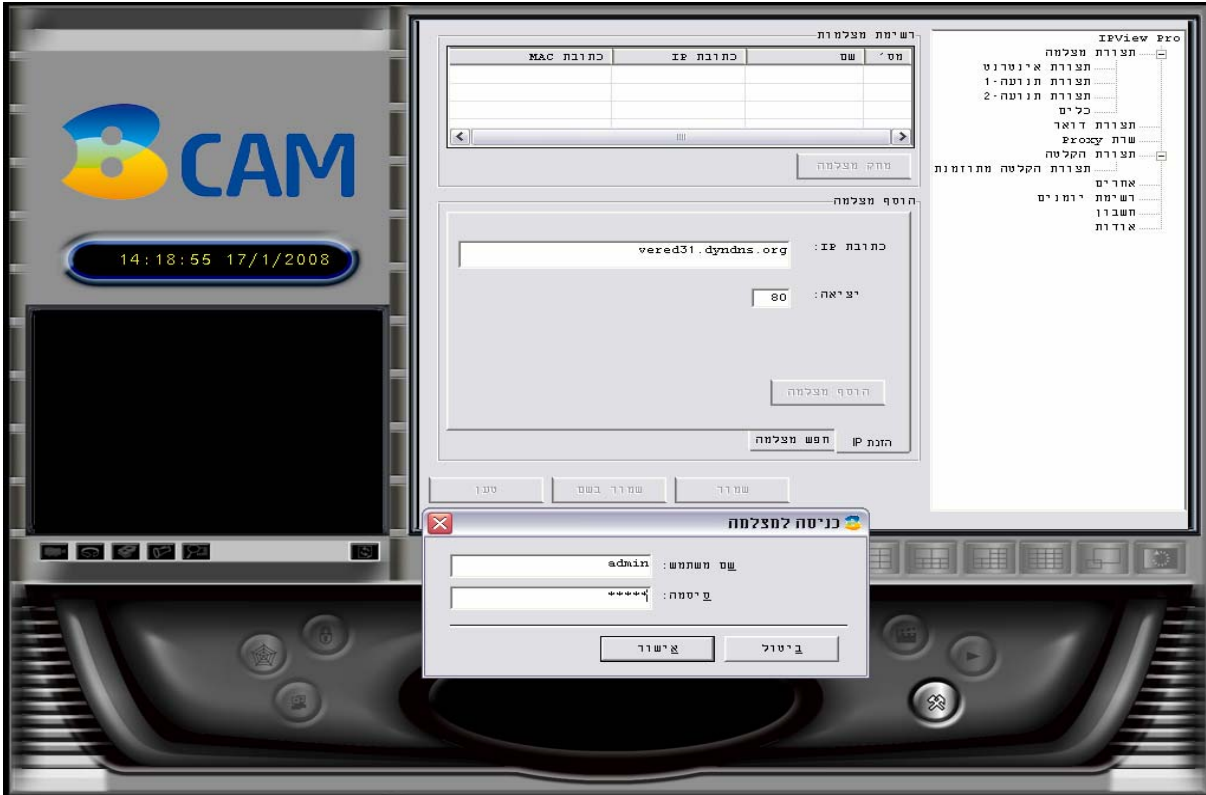 BCAM
14:18:55 17/1/2008
רשימת מצלמות
מס׳ שם כתובת IP כתובת MAC
מחק מצלמה
הוסף מצלמה
כתובת IP: vered31.dyndns.org
יציאה: 80
הוסף מצלמה
הזנת IP חפש מצלמה
שמור שמור בשם טען
IPView Pro
תצורת מצלמה
תצורת אינטרנט
תצורת תנועה-1
תצורת תנועה-2
כלים
תצורת דואר
שרת Proxy
תצורת הקלטה
תצורת הקלטה מתוזמנת
אחרים
רשימת יומנים
חשבון
אודות
כניסה למצלמה
שם משתמש: admin
סיסמה: *****
ביטול אישור